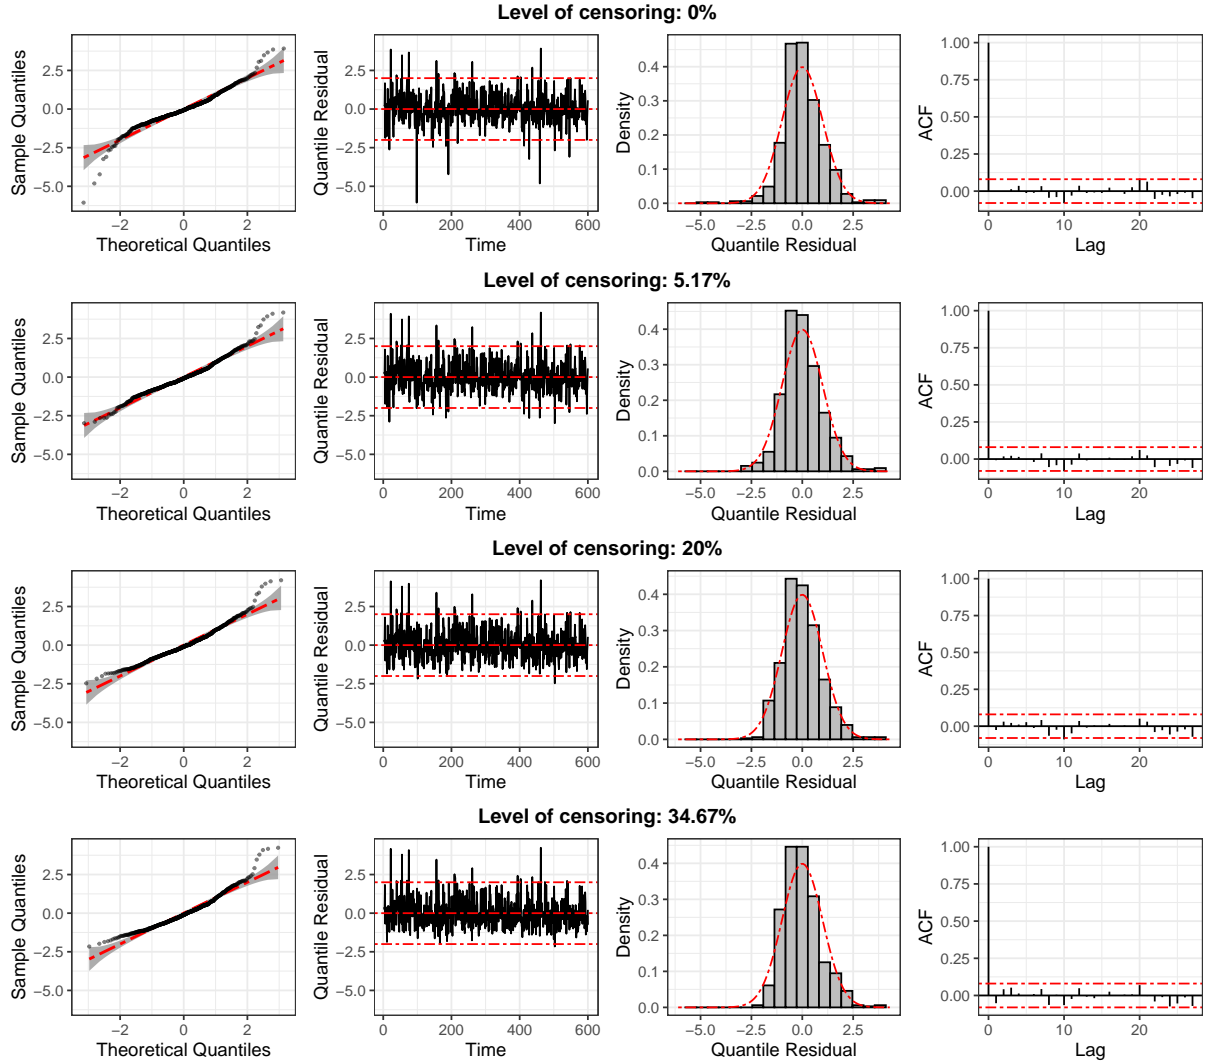 Level of censoring: 0%
Sample Quantiles
2.5
0.0
−2.5
−5.0
−2 0 2
Theoretical Quantiles
Quantile Residual
2.5
0.0
−2.5
−5.0
0 200 400 600
Time
Density
0.4
0.3
0.2
0.1
0.0
−5.0 −2.5 0.0 2.5
Quantile Residual
ACF
1.00
0.75
0.50
0.25
0.00
0 20
Lag
Level of censoring: 5.17%
Sample Quantiles
2.5
0.0
−2.5
−5.0
−2 0 2
Theoretical Quantiles
Quantile Residual
2.5
0.0
−2.5
−5.0
0 200 400 600
Time
Density
0.4
0.3
0.2
0.1
0.0
−5.0 −2.5 0.0 2.5
Quantile Residual
ACF
1.00
0.75
0.50
0.25
0.00
0 20
Lag
Level of censoring: 20%
Sample Quantiles
2.5
0.0
−2.5
−5.0
−2 0 2
Theoretical Quantiles
Quantile Residual
2.5
0.0
−2.5
−5.0
0 200 400 600
Time
Density
0.4
0.3
0.2
0.1
0.0
−5.0 −2.5 0.0 2.5
Quantile Residual
ACF
1.00
0.75
0.50
0.25
0.00
0 20
Lag
Level of censoring: 34.67%
Sample Quantiles
2.5
0.0
−2.5
−5.0
−2 0 2
Theoretical Quantiles
Quantile Residual
2.5
0.0
−2.5
−5.0
0 200 400 600
Time
Density
0.4
0.3
0.2
0.1
0.0
−5.0 −2.5 0.0 2.5
Quantile Residual
ACF
1.00
0.75
0.50
0.25
0.00
0 20
Lag